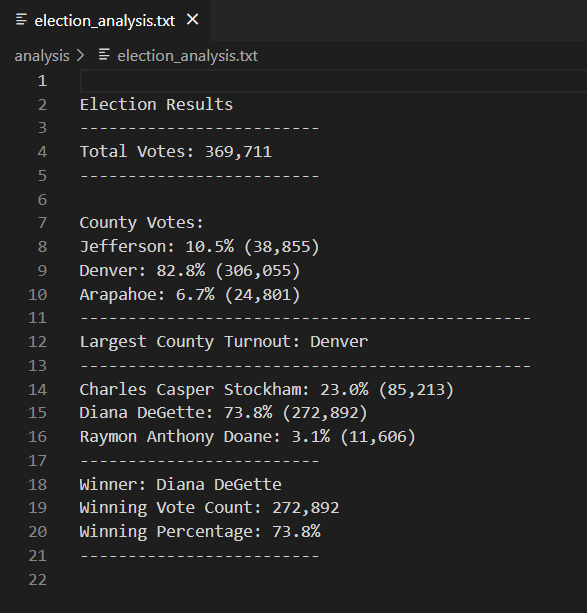 election_analysis.txt
analysis > election_analysis.txt
1
2 Election Results
3 -------------------------
4 Total Votes: 369,711
5 -------------------------
6
7 County Votes:
8 Jefferson: 10.5% (38,855)
9 Denver: 82.8% (306,055)
10 Arapahoe: 6.7% (24,801)
11 -----------------------------------------------
12 Largest County Turnout: Denver
13 -----------------------------------------------
14 Charles Casper Stockham: 23.0% (85,213)
15 Diana DeGette: 73.8% (272,892)
16 Raymon Anthony Doane: 3.1% (11,606)
17 -------------------------
18 Winner: Diana DeGette
19 Winning Vote Count: 272,892
20 Winning Percentage: 73.8%
21 -------------------------
22